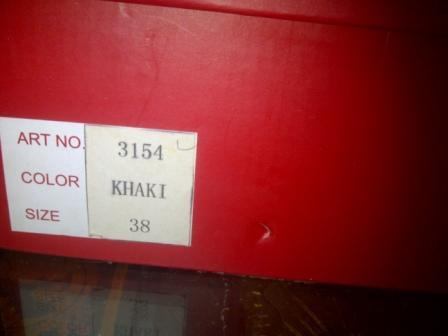 ART NO. 3154
COLOR KHAKI
SIZE 38